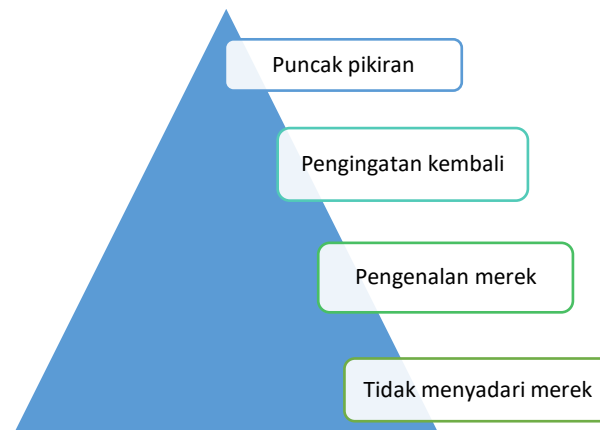 Puncak pikiran
Pengingatan kembali
Pengenalan merek
Tidak menyadari merek